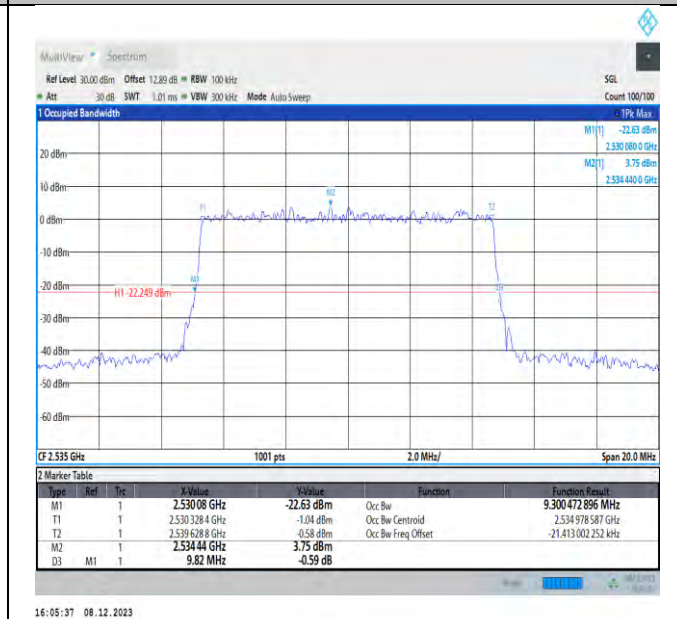 MultiView Spectrum
Ref Level 30.00 dBm Offset 12.89 dB RBW 100 kHz SGL
Att 30 dB SWT 1.01 ms VBW 300 kHz Mode Auto Sweep Count 100/100
1 Occupied Bandwidth 1Pk Max
M1[1] -22.63 dBm
2.530 080 0 GHz
M2[1] 3.75 dBm
2.534 440 0 GHz
20 dBm
10 dBm
M2
T1 T2
0 dBm
-10 dBm
M1
-20 dBm
D3
H1 -22.249 dBm
-30 dBm
-40 dBm
-50 dBm
-60 dBm
CF 2.535 GHz 1001 pts 2.0 MHz/ Span 20.0 MHz
2 Marker Table
Type Ref Trc X-Value Y-Value Function Function Result
M1 1 2.530 08 GHz -22.63 dBm Occ Bw 9.300 472 896 MHz
T1 1 2.530 328 4 GHz -1.04 dBm Occ Bw Centroid 2.534 978 587 GHz
T2 1 2.539 628 8 GHz -0.58 dBm Occ Bw Freq Offset -21.413 002 252 kHz
M2 1 2.534 44 GHz 3.75 dBm
D3 M1 1 9.82 MHz -0.59 dB
16:05:37 08.12.2023